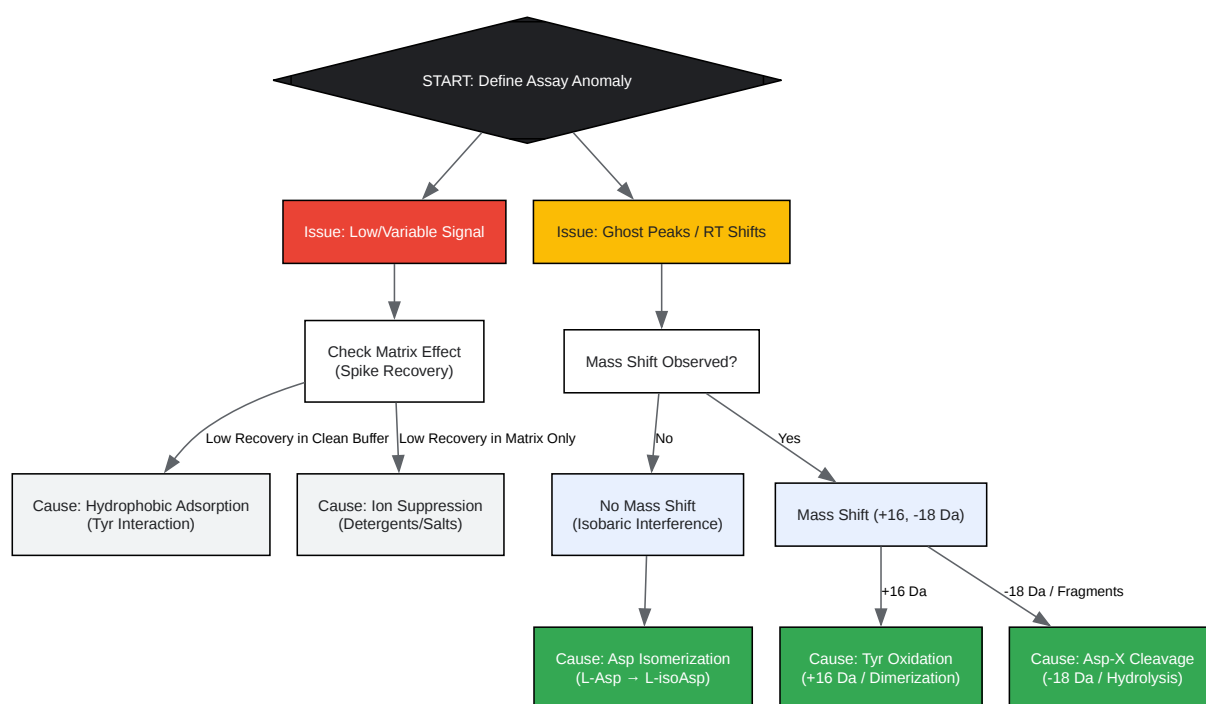 START: Define Assay Anomaly
Issue: Low/Variable Signal
Issue: Ghost Peaks / RT Shifts
Check Matrix Effect
(Spike Recovery)
Mass Shift Observed?
Low Recovery in Clean Buffer
Low Recovery in Matrix Only
No
Yes
Cause: Hydrophobic Adsorption
(Tyr Interaction)
Cause: Ion Suppression
(Detergents/Salts)
No Mass Shift
(Isobaric Interference)
Mass Shift (+16, -18 Da)
+16 Da
-18 Da / Fragments
Cause: Asp Isomerization
(L-Asp → L-isoAsp)
Cause: Tyr Oxidation
(+16 Da / Dimerization)
Cause: Asp-X Cleavage
(-18 Da / Hydrolysis)